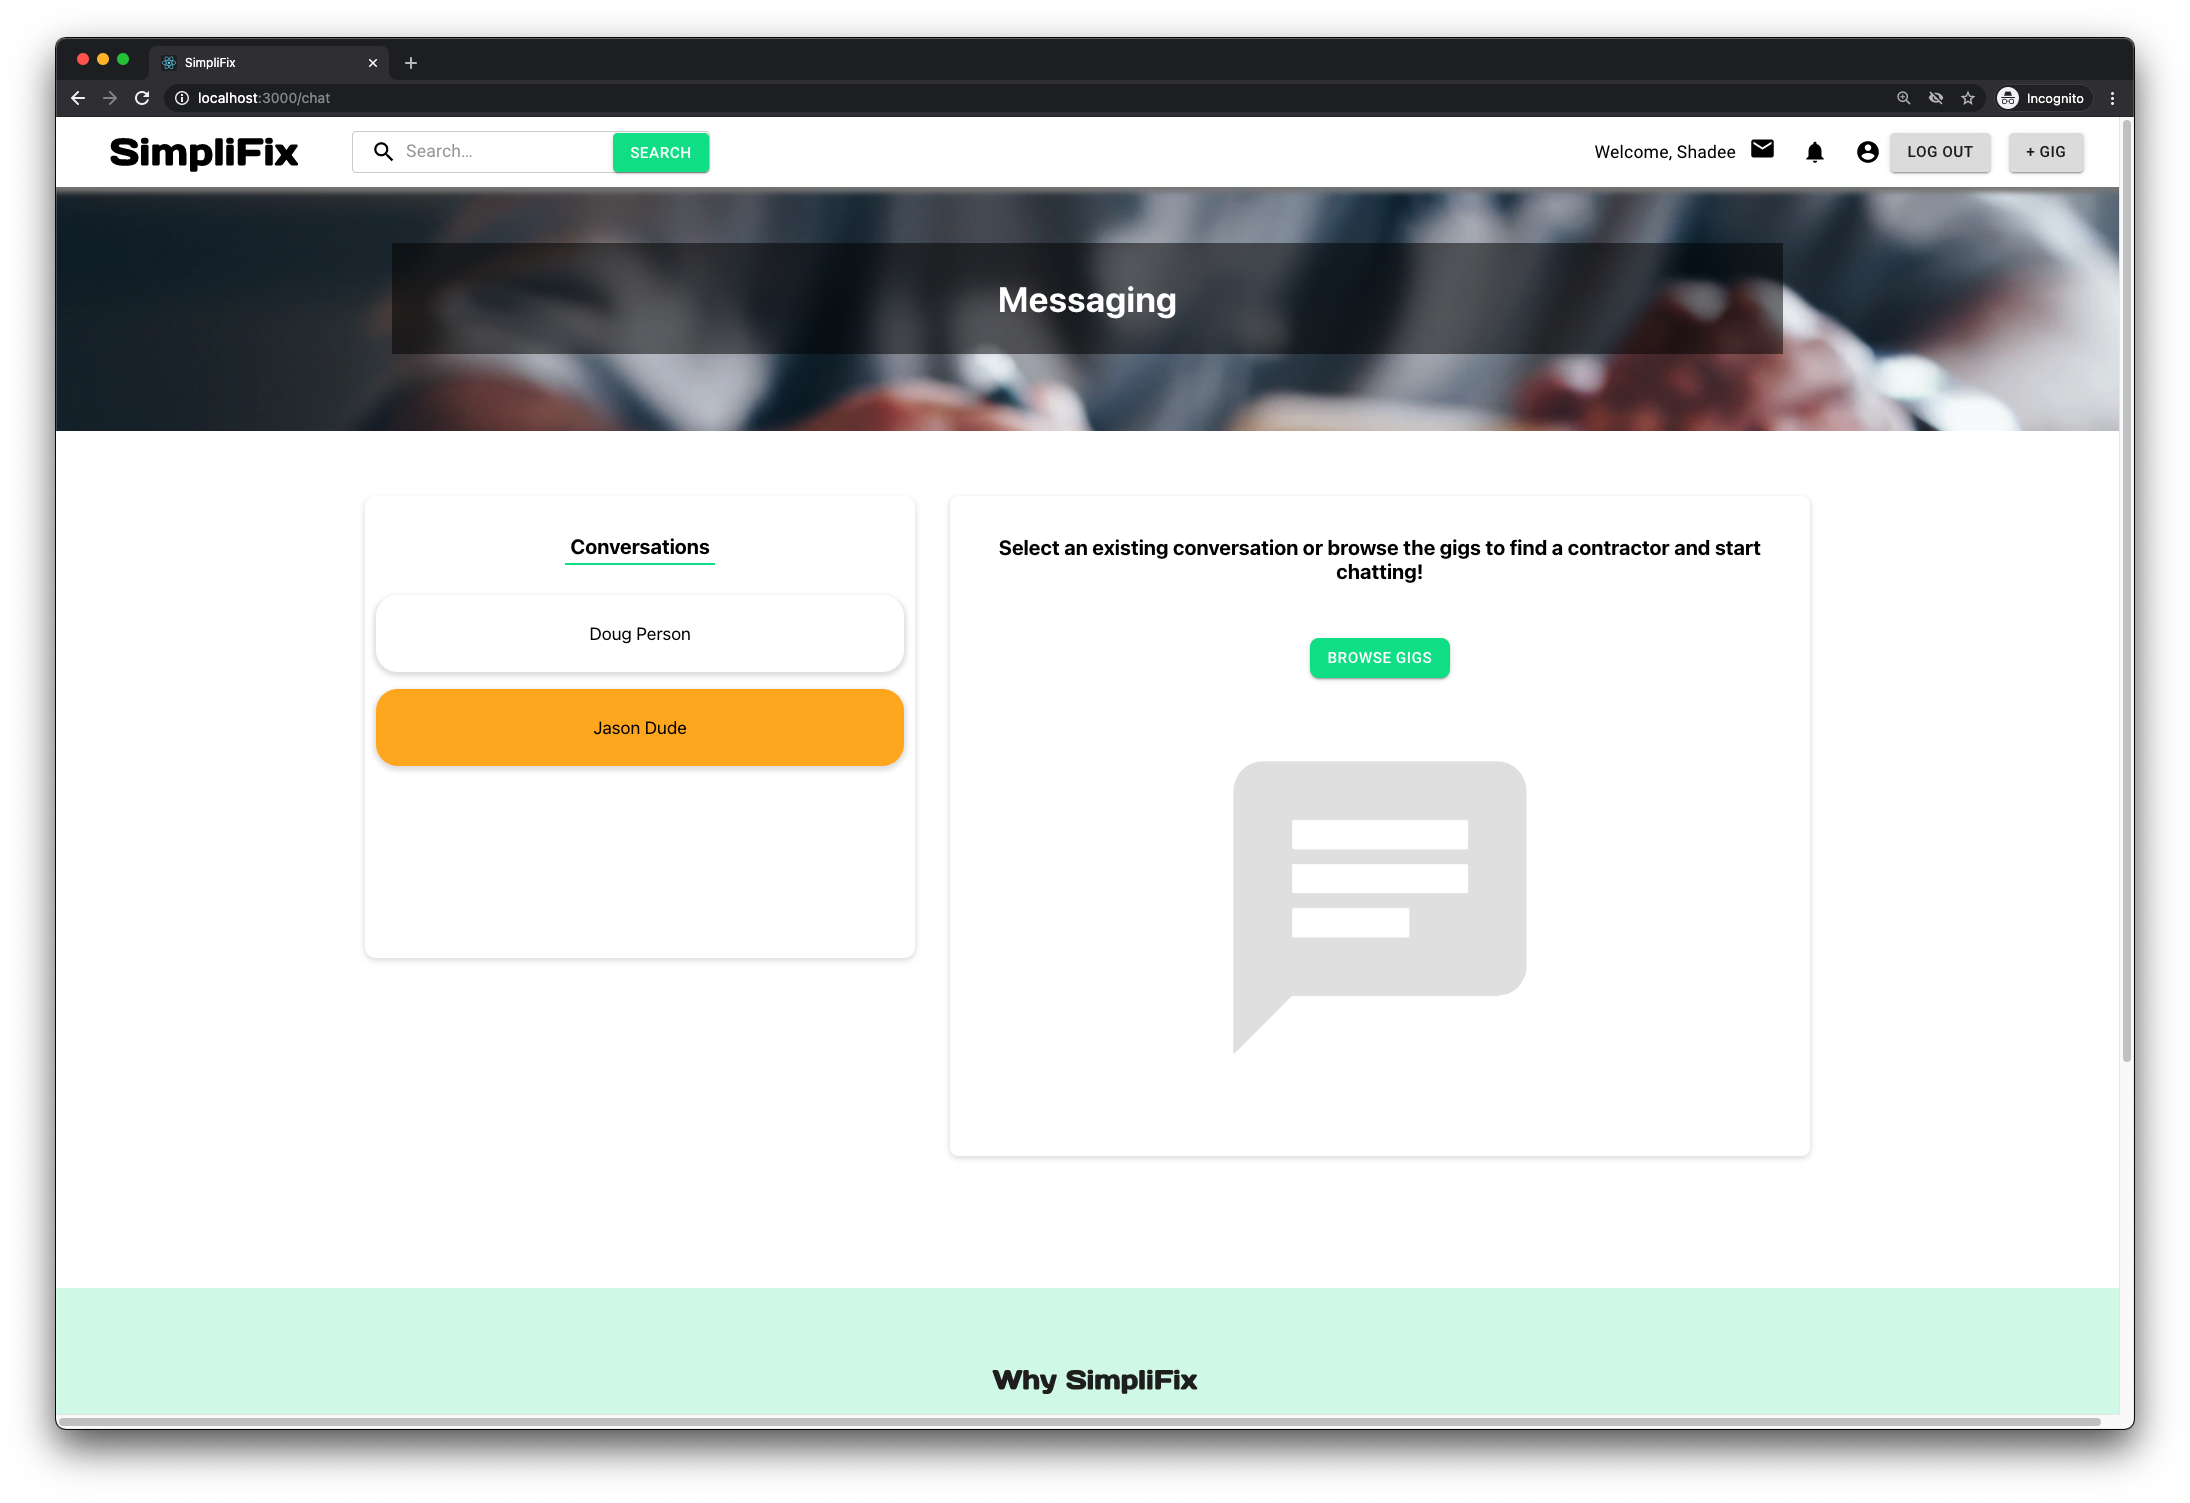 SimpliFix
localhost:3000/chat
Incognito
SimpliFix
Search...
SEARCH
Welcome, Shadee
LOG OUT
+ GIG
Messaging
Conversations
Doug Person
Jason Dude
Select an existing conversation or browse the gigs to find a contractor and start
chatting!
BROWSE GIGS
Why SimpliFix